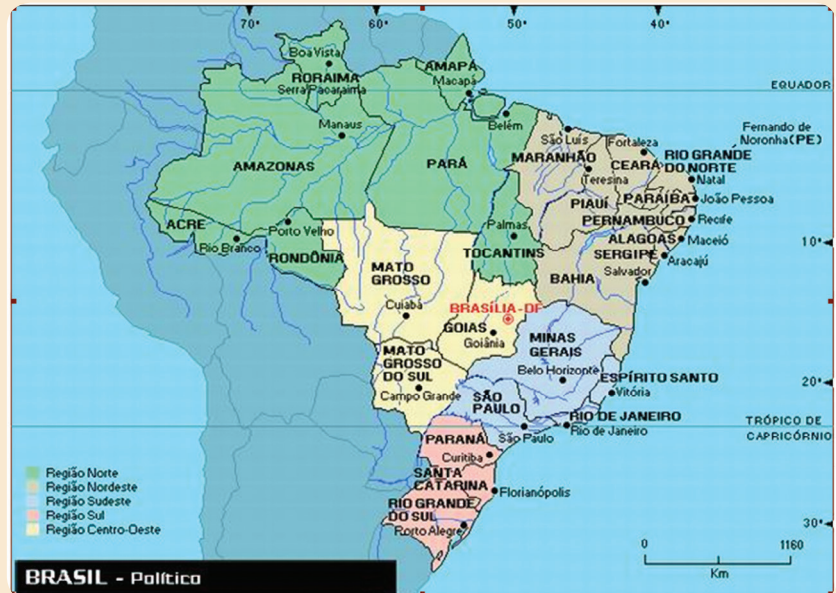 70°
60°
50°
40°
Boa Vista
RORAIMA
Serra Pacaraima
AMAPÁ
Macapá
EQUADOR
Manaus
Belém
São Luís
Fortaleza
Fernando de
Noronha(PE)
AMAZONAS
PARÁ
MARANHÃO
Teresina
CEARÁ
RIO GRANDE
DO NORTE
Natal
PIAUÍ
PARAÍBA
João Pessoa
ACRE
Rio Branco
Porto Velho
RONDÔNIA
Palmas
TOCANTINS
PERNAMBUCO
Recife
ALAGOAS
Maceió
SERGIPE
Aracajú
10°
MATO
GROSSO
Cuiabá
BAHIA
Salvador
BRASÍLIA-DF
GOIAS
Goiânia
MINAS
GERAIS
Belo Horizonte
MATO
GROSSO
DO SUL
Campo Grande
ESPÍRITO SANTO
Vitória
20°
SÃO
PAULO
São Paulo
RIO DE JANEIRO
Rio de Janeiro
TRÓPICO DE
CAPRICÓRNIO
PARANÁ
Curitiba
SANTA
CATARINA
Florianópolis
RIO GRANDE
DO SUL
Porto Alegre
30°
Região Norte
Região Nordeste
Região Sudeste
Região Sul
Região Centro-Oeste
0
1160
Km
BRASIL - Político